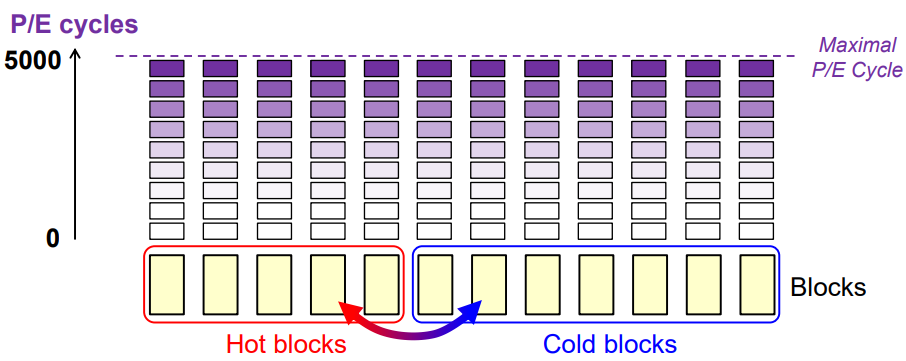 P/E cycles
5000
Maximal
P/E Cycle
0
Blocks
Hot blocks
Cold blocks